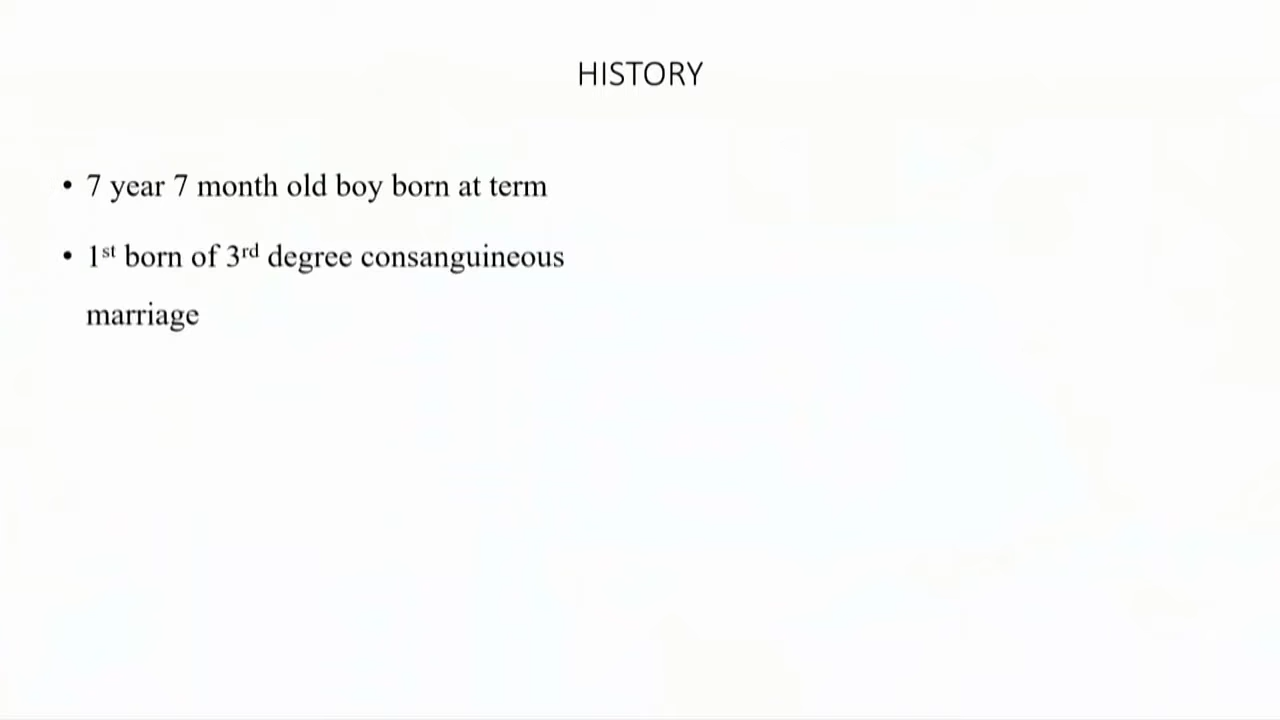 HISTORY
• 7 year 7 month old boy born at term
• 1st born of 3rd degree consanguineous
marriage